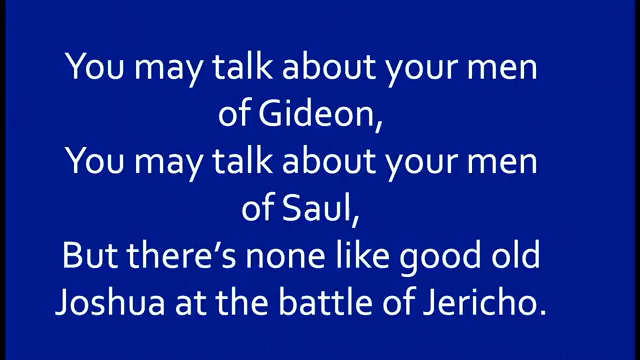 You may talk about your men
of Gideon,
You may talk about your men
of Saul,
But there’s none like good old
Joshua at the battle of Jericho.